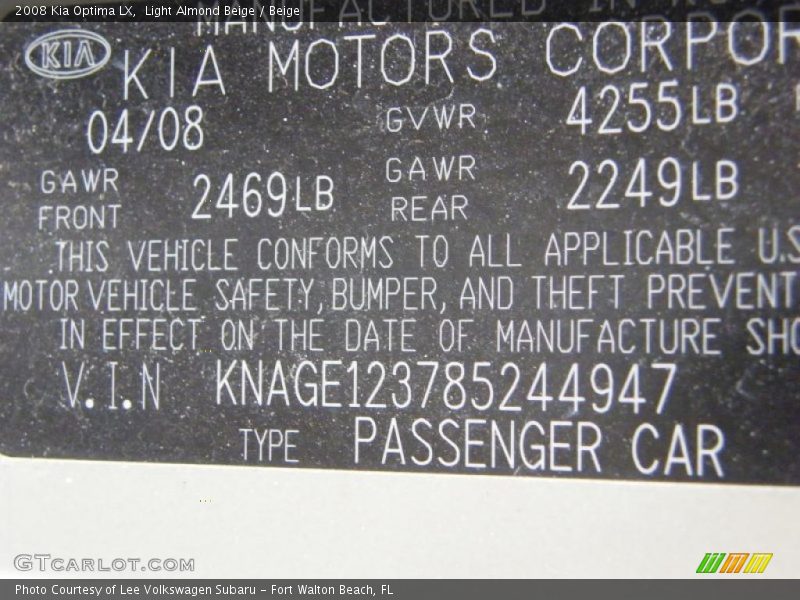 2008 Kia Optima LX,  Light Almond Beige / Beige
MANUFACTURED IN
KIA KIA MOTORS CORPOR
04/08 GVWR 4255LB
GAWR FRONT 2469LB GAWR REAR 2249LB
THIS VEHICLE CONFORMS TO ALL APPLICABLE U.S
MOTOR VEHICLE SAFETY, BUMPER, AND THEFT PREVENT
IN EFFECT ON THE DATE OF MANUFACTURE SHO
V.I.N KNAGE123785244947
TYPE PASSENGER CAR
GTCARLOT.COM
Photo Courtesy of Lee Volkswagen Subaru – Fort Walton Beach, FL